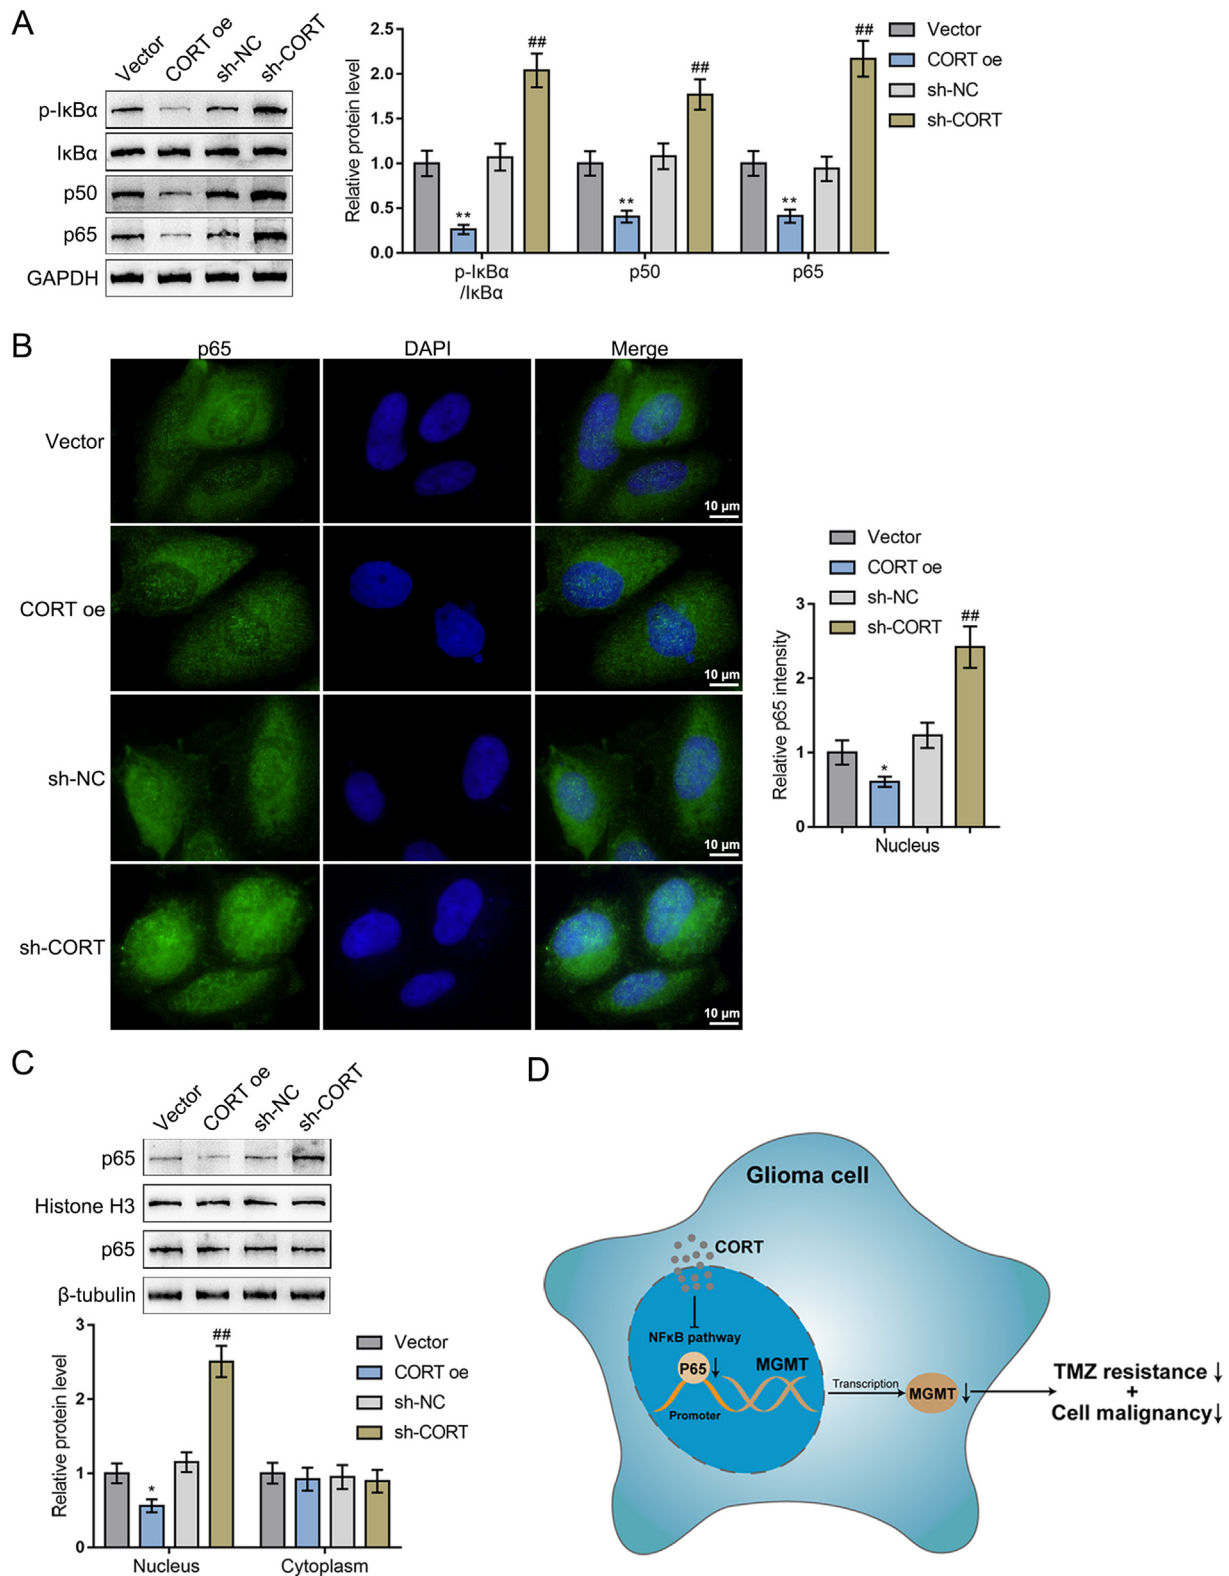 A
Vector
CORT oe
sh-NC
sh-CORT
p-IκBα
IκBα
p50
p65
GAPDH
Relative protein level
2.5
2.0
1.5
1.0
0.5
0.0
**
##
**
##
**
##
p-IκBα
/IκBα
p50
p65
Vector
CORT oe
sh-NC
sh-CORT
B
p65
DAPI
Merge
Vector
10 μm
CORT oe
10 μm
sh-NC
10 μm
sh-CORT
10 μm
Vector
CORT oe
sh-NC
sh-CORT
Relative p65 intensity
3
2
1
0
*
##
Nucleus
C
Vector
CORT oe
sh-NC
sh-CORT
p65
Histone H3
p65
β-tubulin
Relative protein level
3
2
1
0
*
##
Nucleus
Cytoplasm
Vector
CORT oe
sh-NC
sh-CORT
D
Glioma cell
CORT
NFκB pathway
P65
MGMT
Promoter
Transcription
MGMT
TMZ resistance
+
Cell malignancy